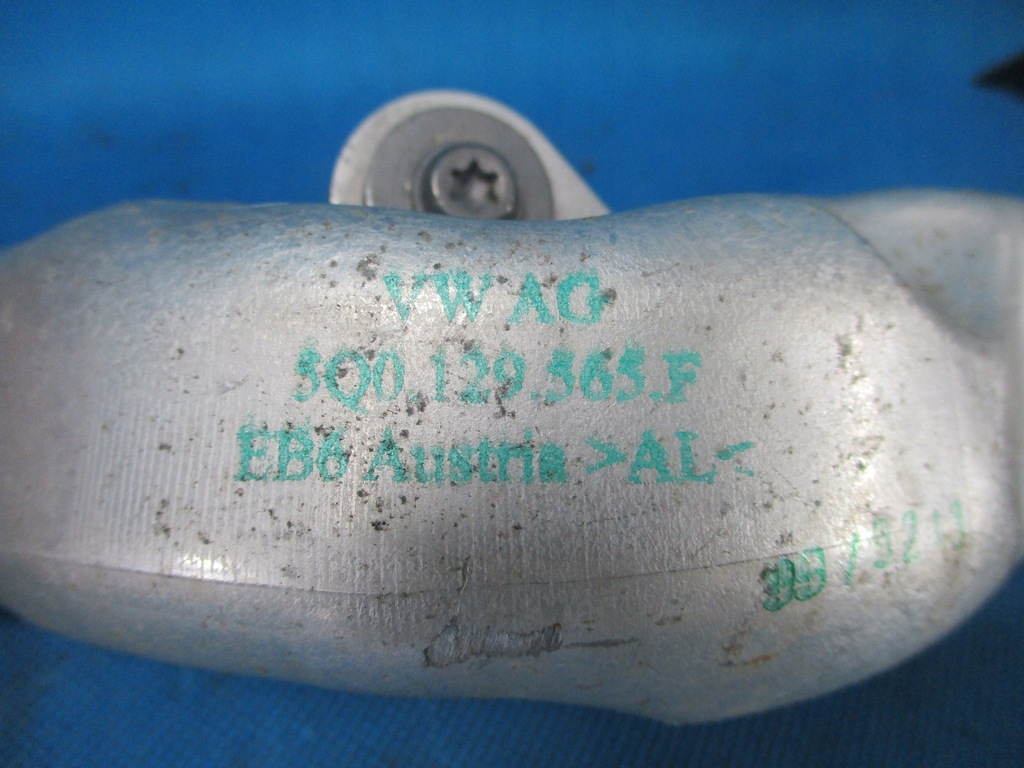 VW AG
5Q0.129.565.F
EB6 Austria >AL<